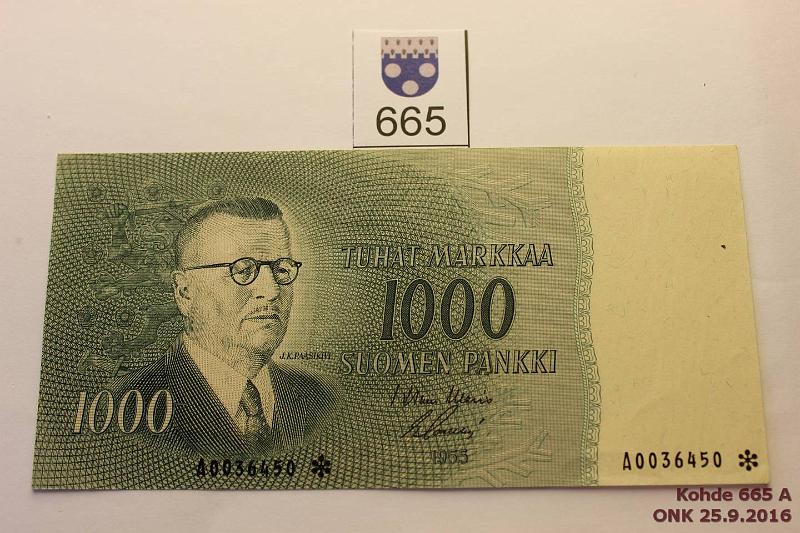 665
TUHAT MARKKAA
1000
J.K.PAASIKIVI
SUOMEN PANKKI
1000
1955
A0036450 ✻
A0036450 ✻
Kohde 665 A
ONK 25.9.2016